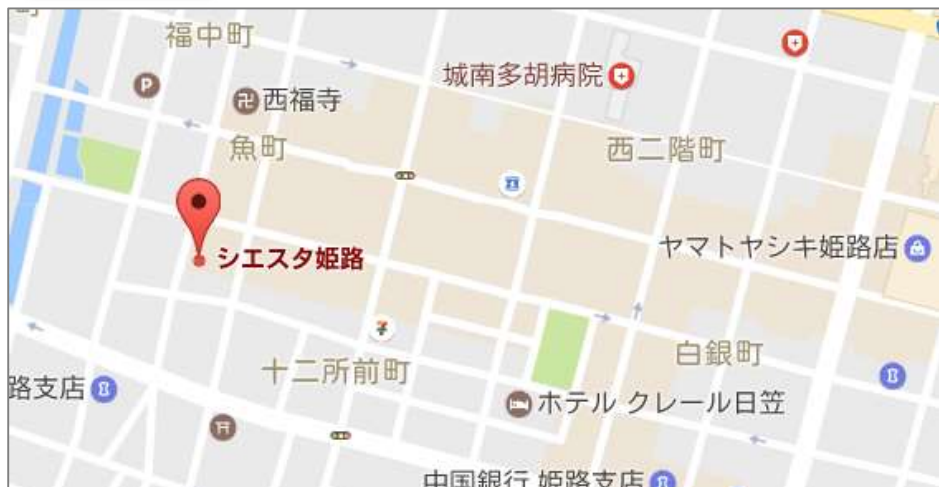 福中町
城南多胡病院
P
西福寺
魚町
西二階町
シエスタ姫路
ヤマトヤシキ姫路店
白銀町
十二所前町
路支店
ホテル クレール日笠
中国銀行 姫路支店